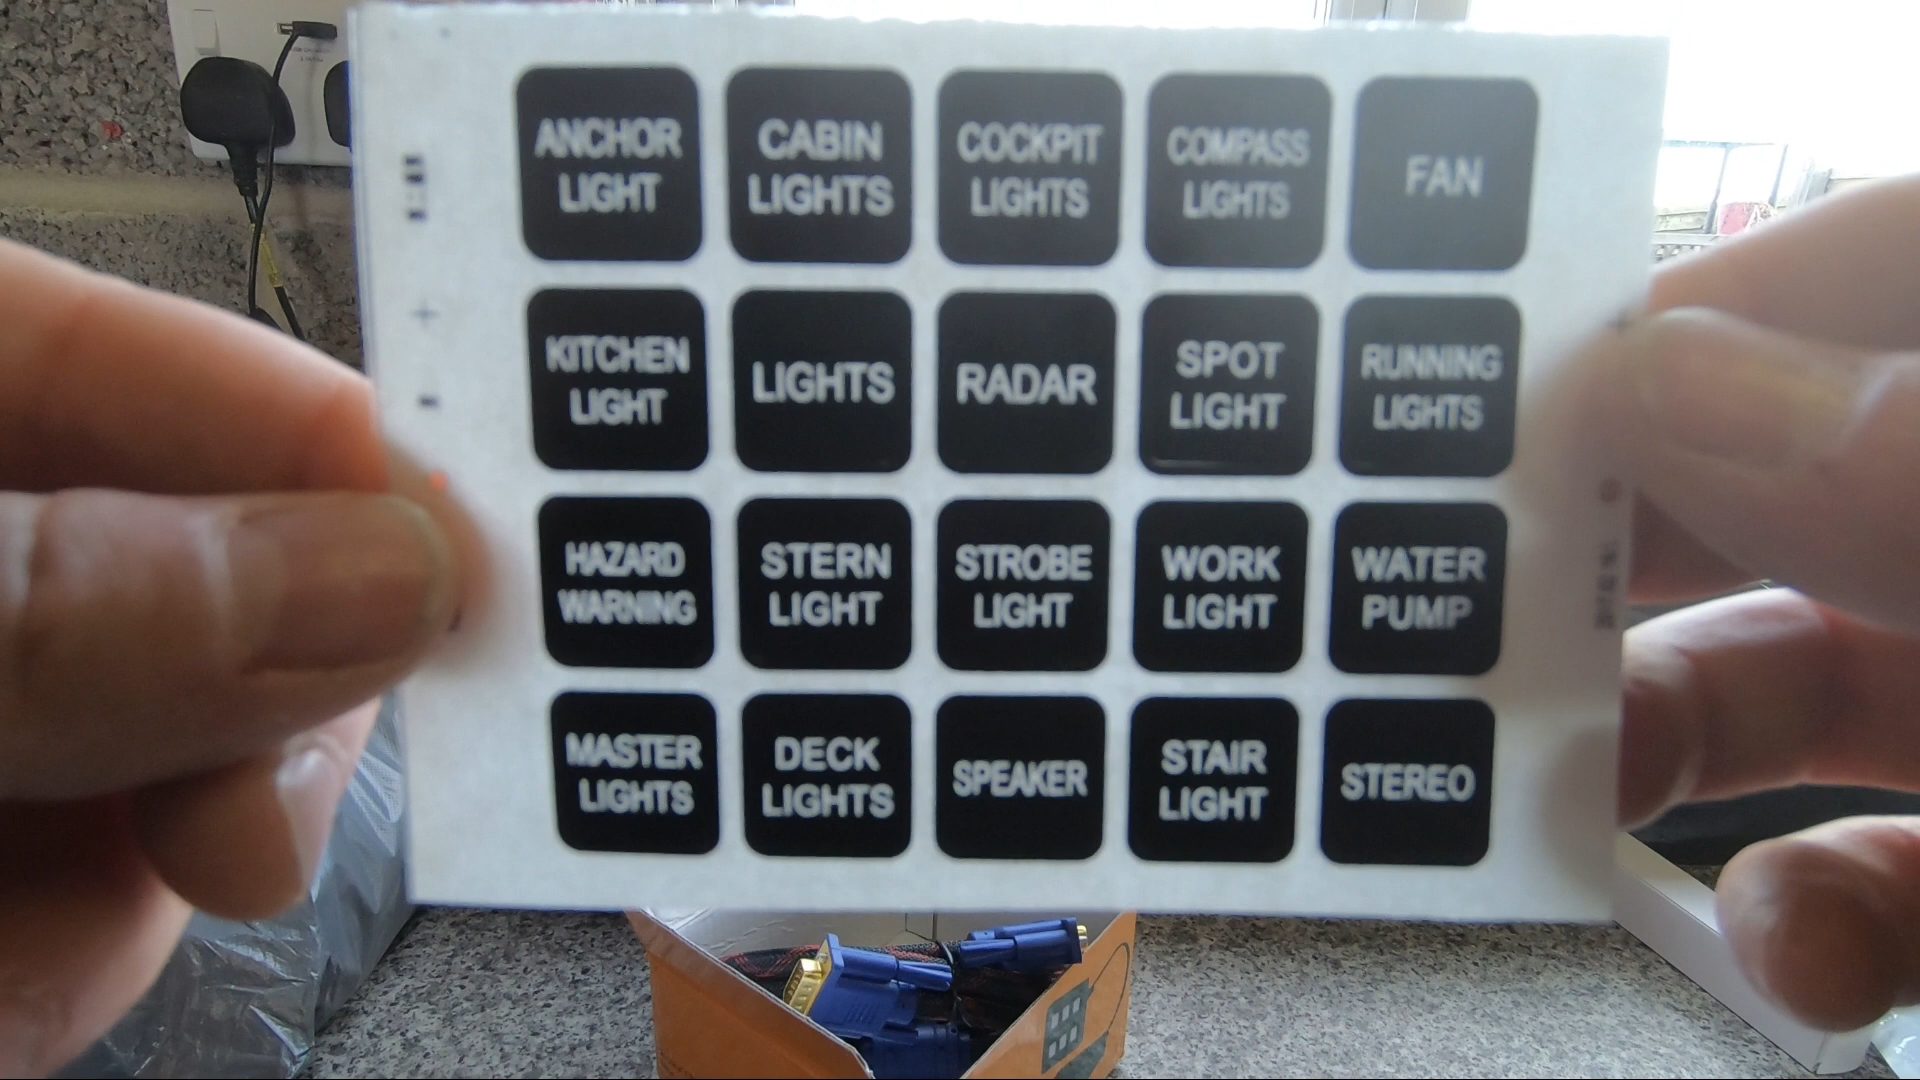 ANCHOR
LIGHT
CABIN
LIGHTS
COCKPIT
LIGHTS
COMPASS
LIGHTS
FAN
KITCHEN
LIGHT
LIGHTS
RADAR
SPOT
LIGHT
RUNNING
LIGHTS
HAZARD
WARNING
STERN
LIGHT
STROBE
LIGHT
WORK
LIGHT
WATER
PUMP
MASTER
LIGHTS
DECK
LIGHTS
SPEAKER
STAIR
LIGHT
STEREO